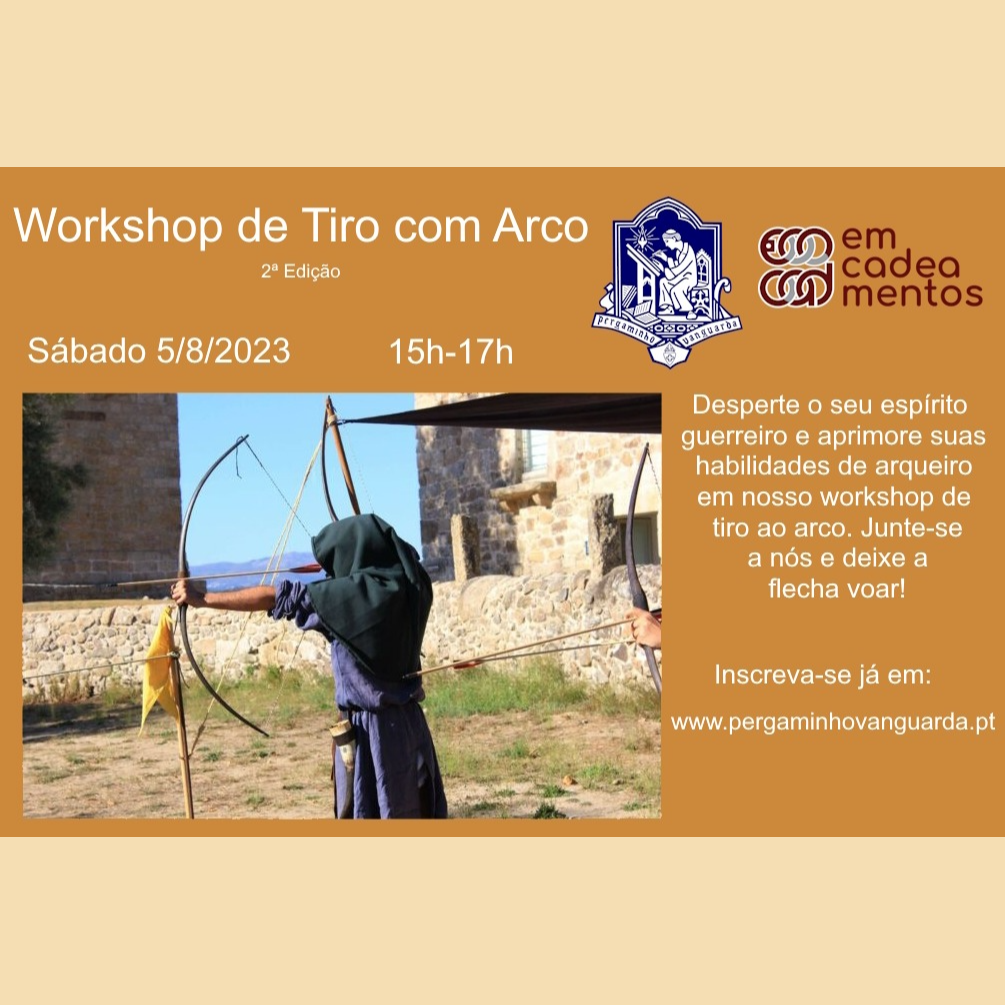 Workshop de Tiro com Arco
2ª Edição
Sábado 5/8/2023
15h-17h
pergaminho vanguarda
em
cadea
mentos
Desperte o seu espírito
guerreiro e aprimore suas
habilidades de arqueiro
em nosso workshop de
tiro ao arco. Junte-se
a nós e deixe a
flecha voar!
Inscreva-se já em:
www.pergaminhovanguarda.pt